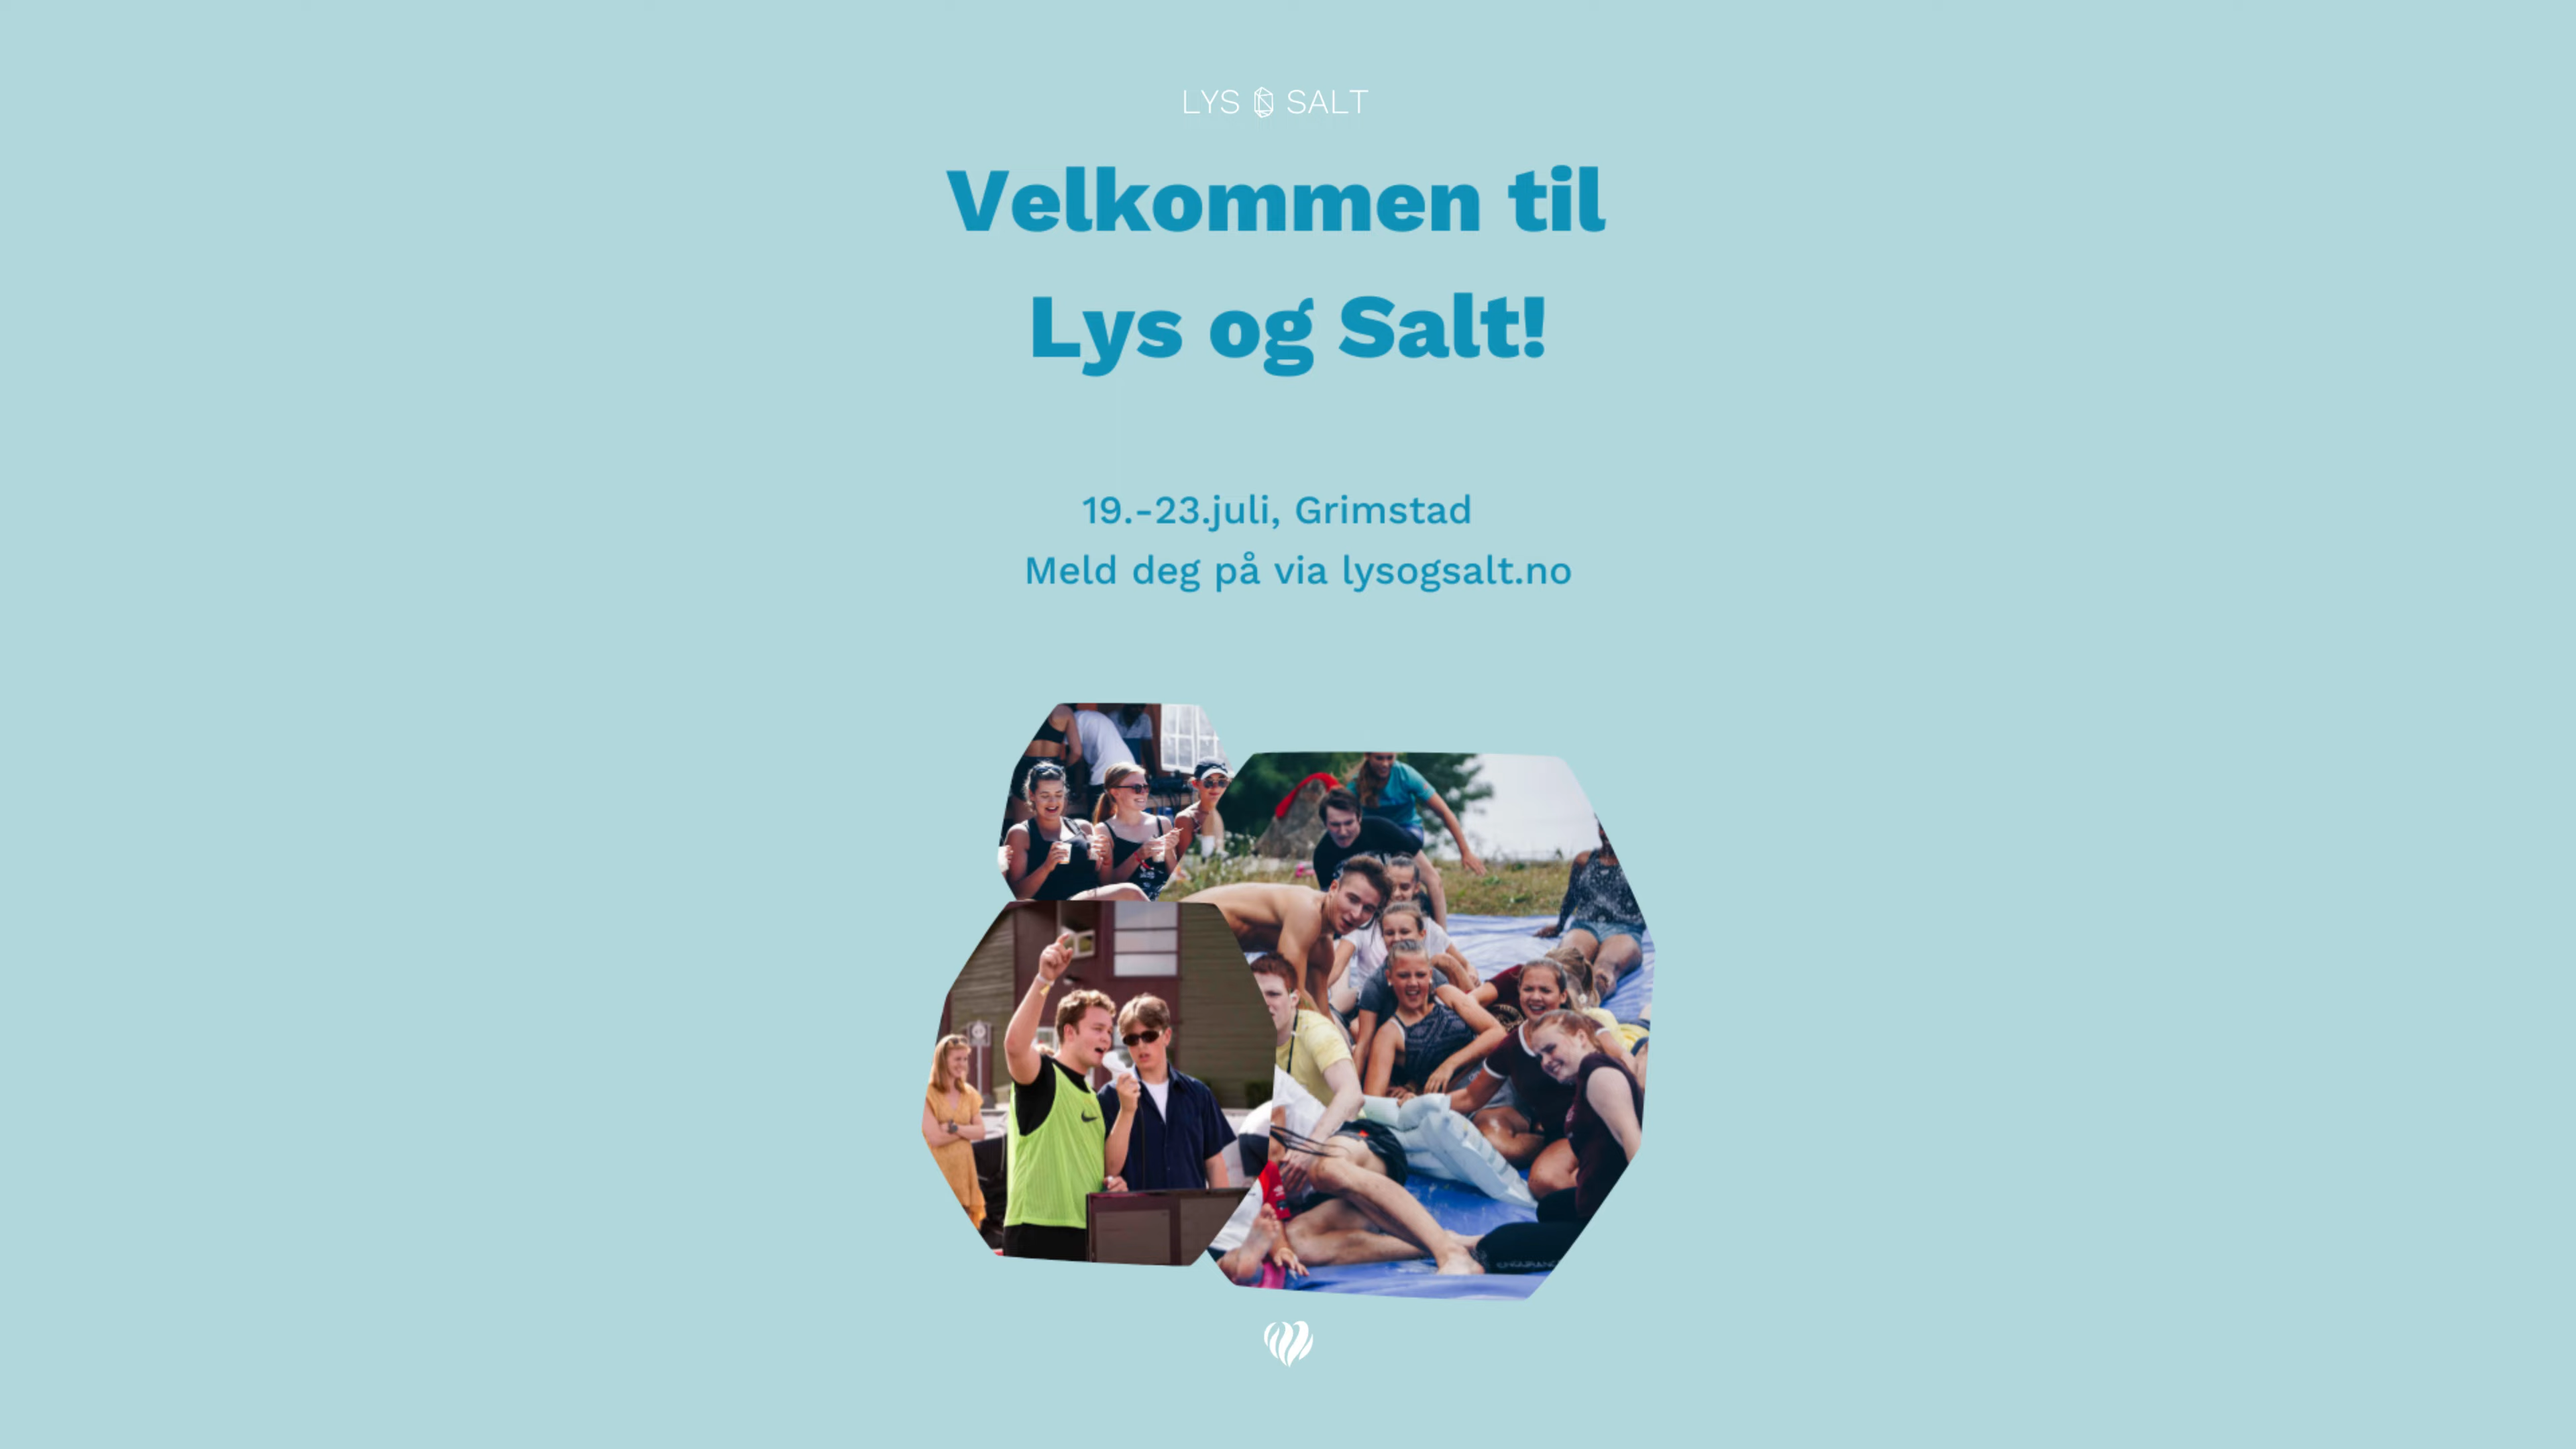 LYS SALT
Velkommen til
Lys og Salt!
19.-23.juli, Grimstad
Meld deg på via lysogsalt.no